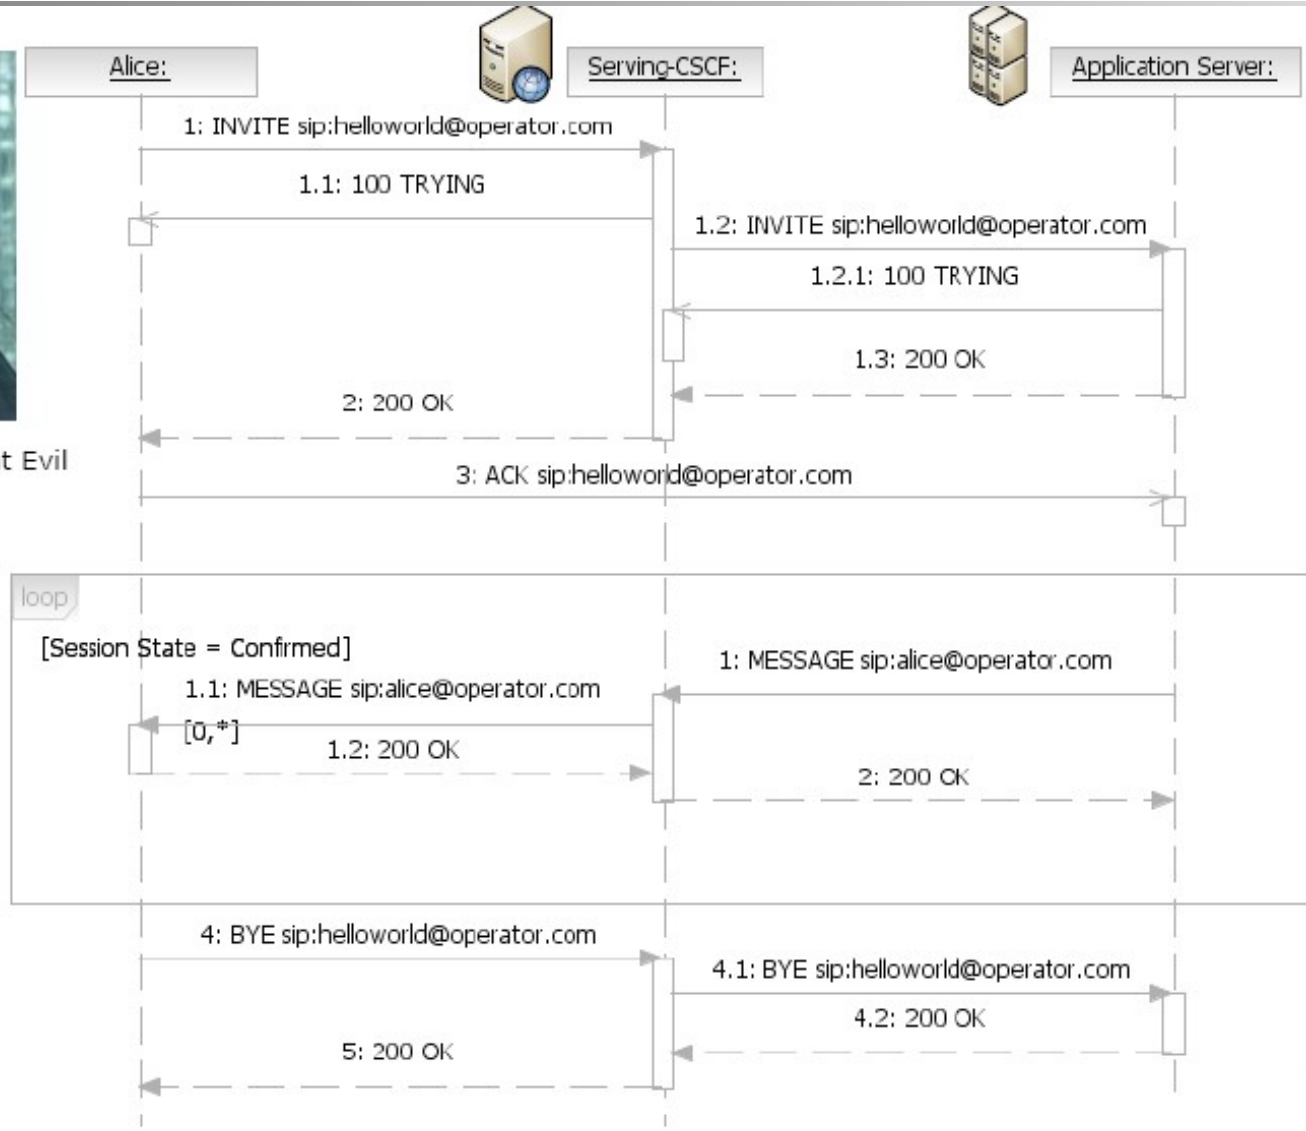 Alice:
Serving-CSCF:
Application Server:
1: INVITE sip:helloworld@operator.com
1.1: 100 TRYING
1.2: INVITE sip:helloworld@operator.com
1.2.1: 100 TRYING
1.3: 200 OK
2: 200 OK
t Evil
3: ACK sip:helloworld@operator.com
loop
[Session State = Confirmed]
1: MESSAGE sip:alice@operator.com
1.1: MESSAGE sip:alice@operator.com
[0,*]
1.2: 200 OK
2: 200 OK
4: BYE sip:helloworld@operator.com
4.1: BYE sip:helloworld@operator.com
4.2: 200 OK
5: 200 OK